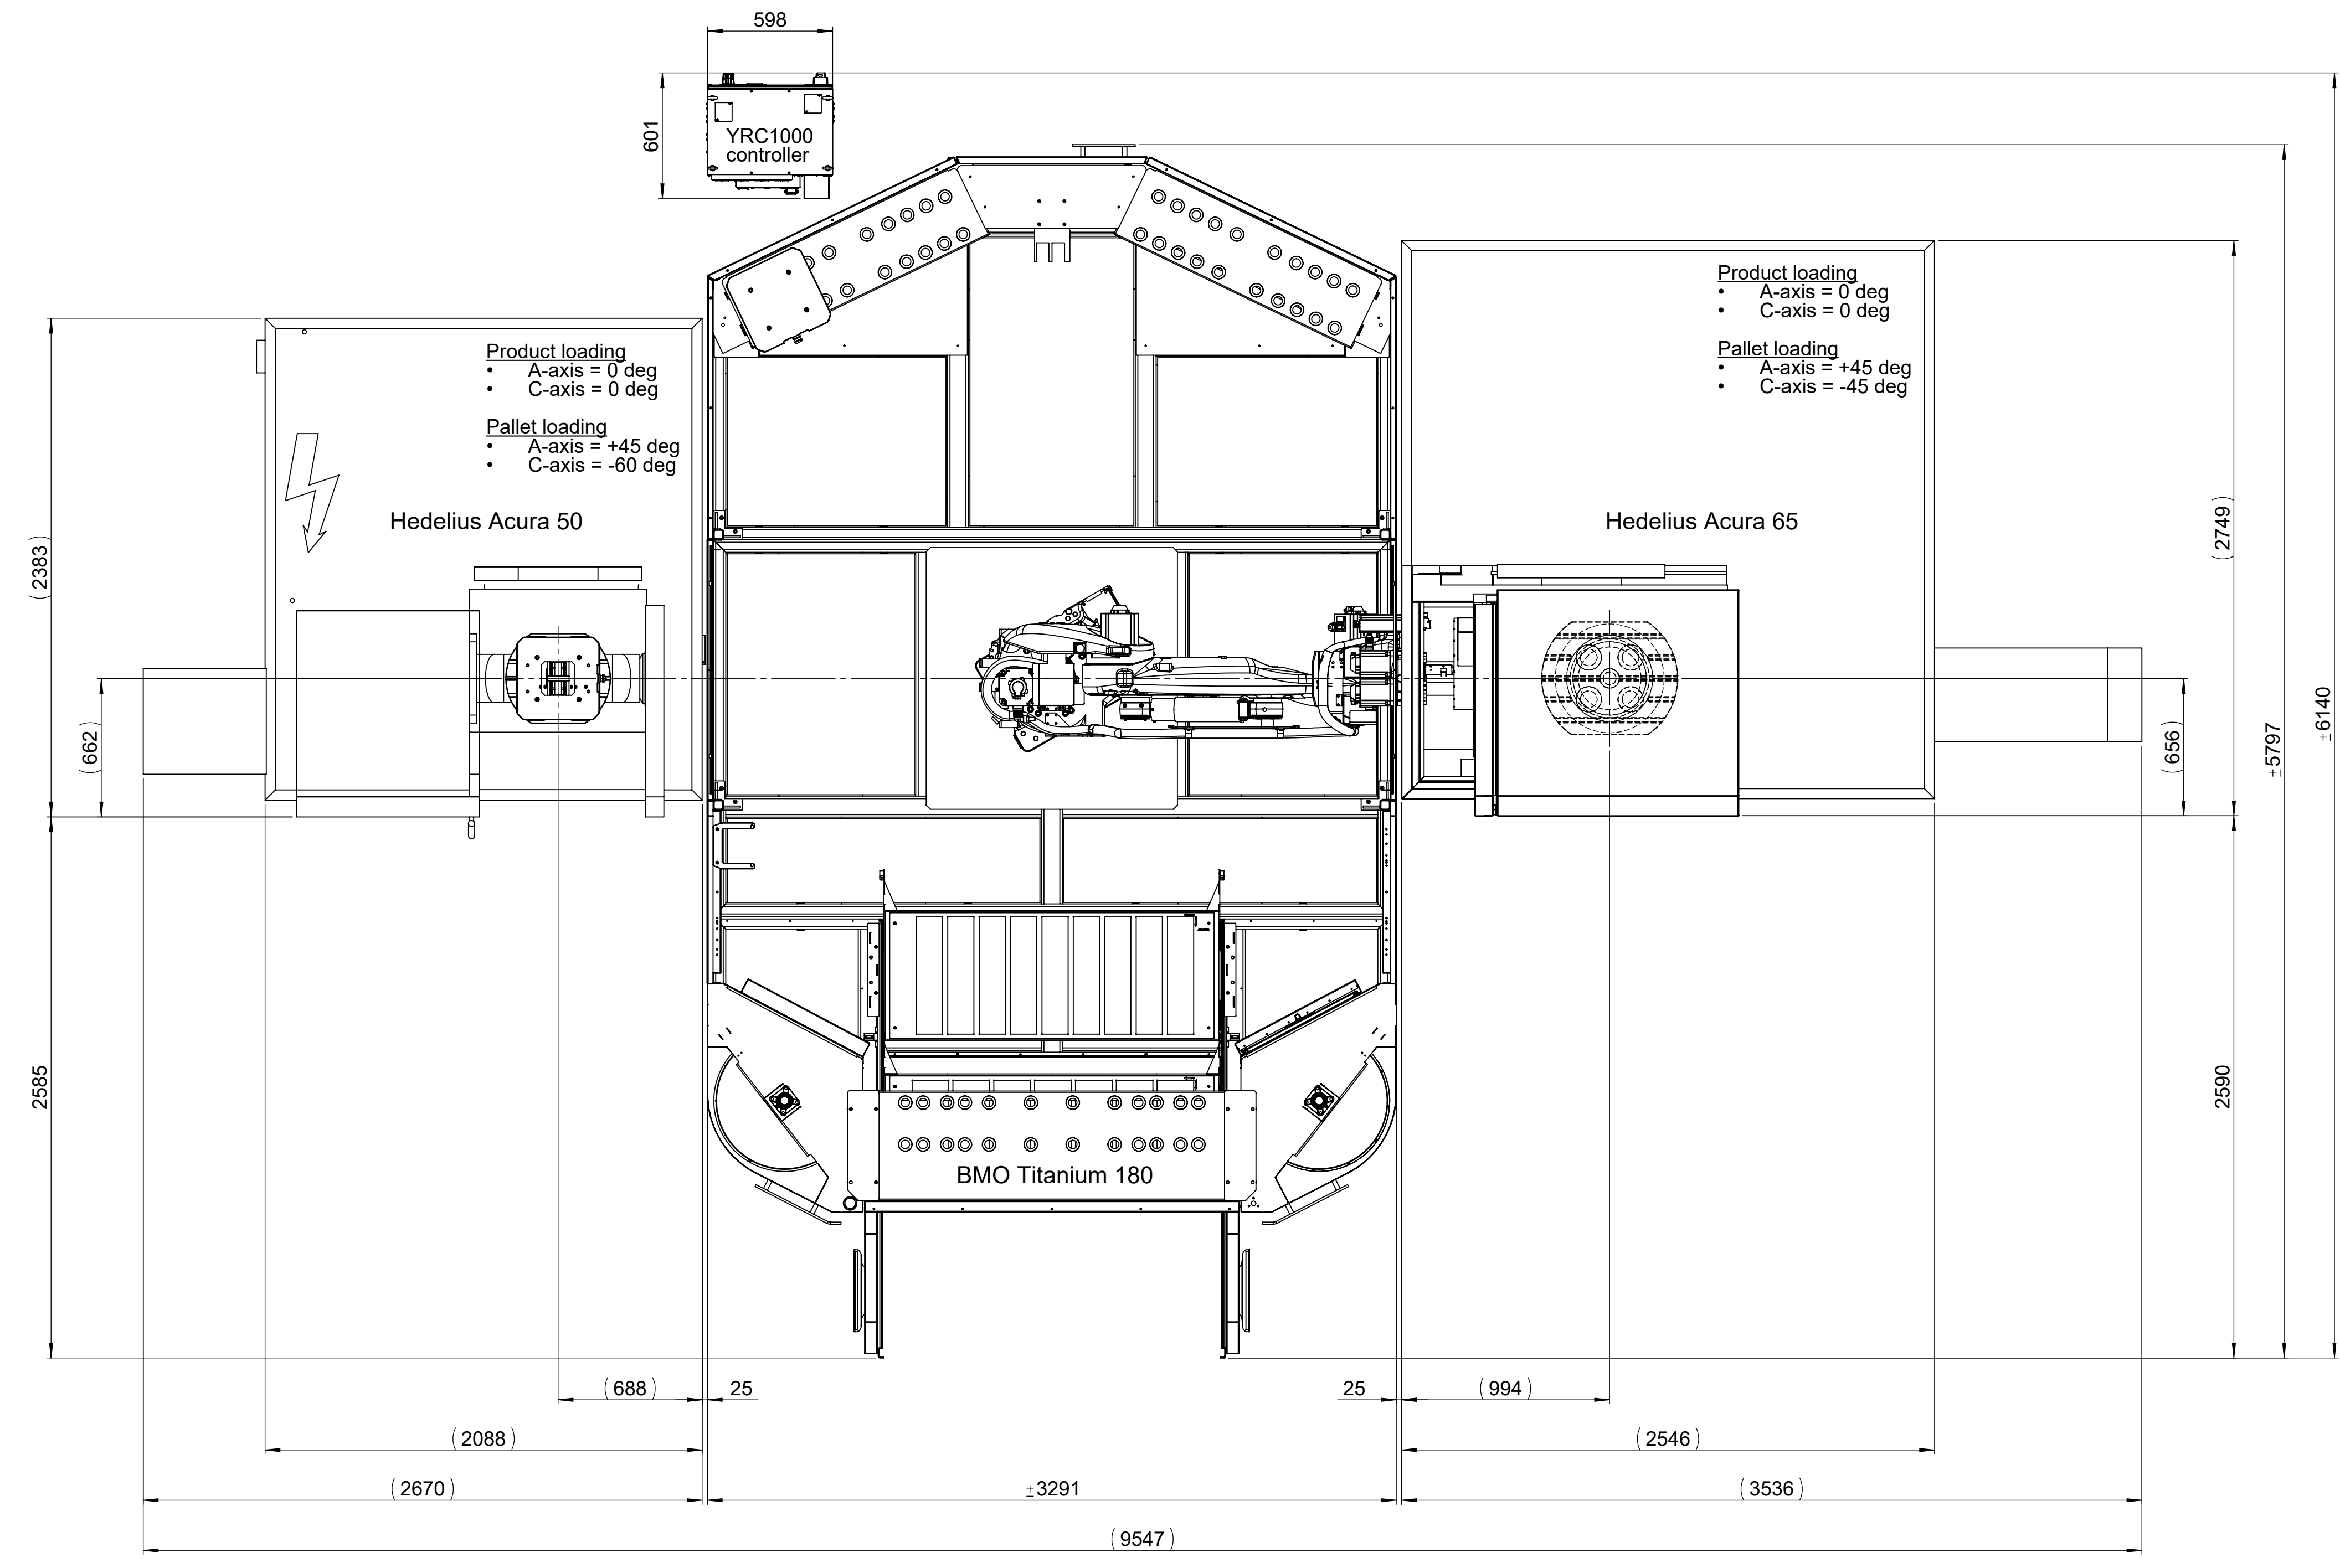 598
601
YRC1000
controller
Product loading
• A-axis = 0 deg
• C-axis = 0 deg
Pallet loading
• A-axis = +45 deg
• C-axis = -60 deg
Hedelius Acura 50
Product loading
• A-axis = 0 deg
• C-axis = 0 deg
Pallet loading
• A-axis = +45 deg
• C-axis = -45 deg
Hedelius Acura 65
(2383)
(662)
2585
(2749)
(656)
±5797
±6140
2590
BMO Titanium 180
(688)
25
25
(994)
(2088)
(2546)
(2670)
±3291
(3536)
(9547)